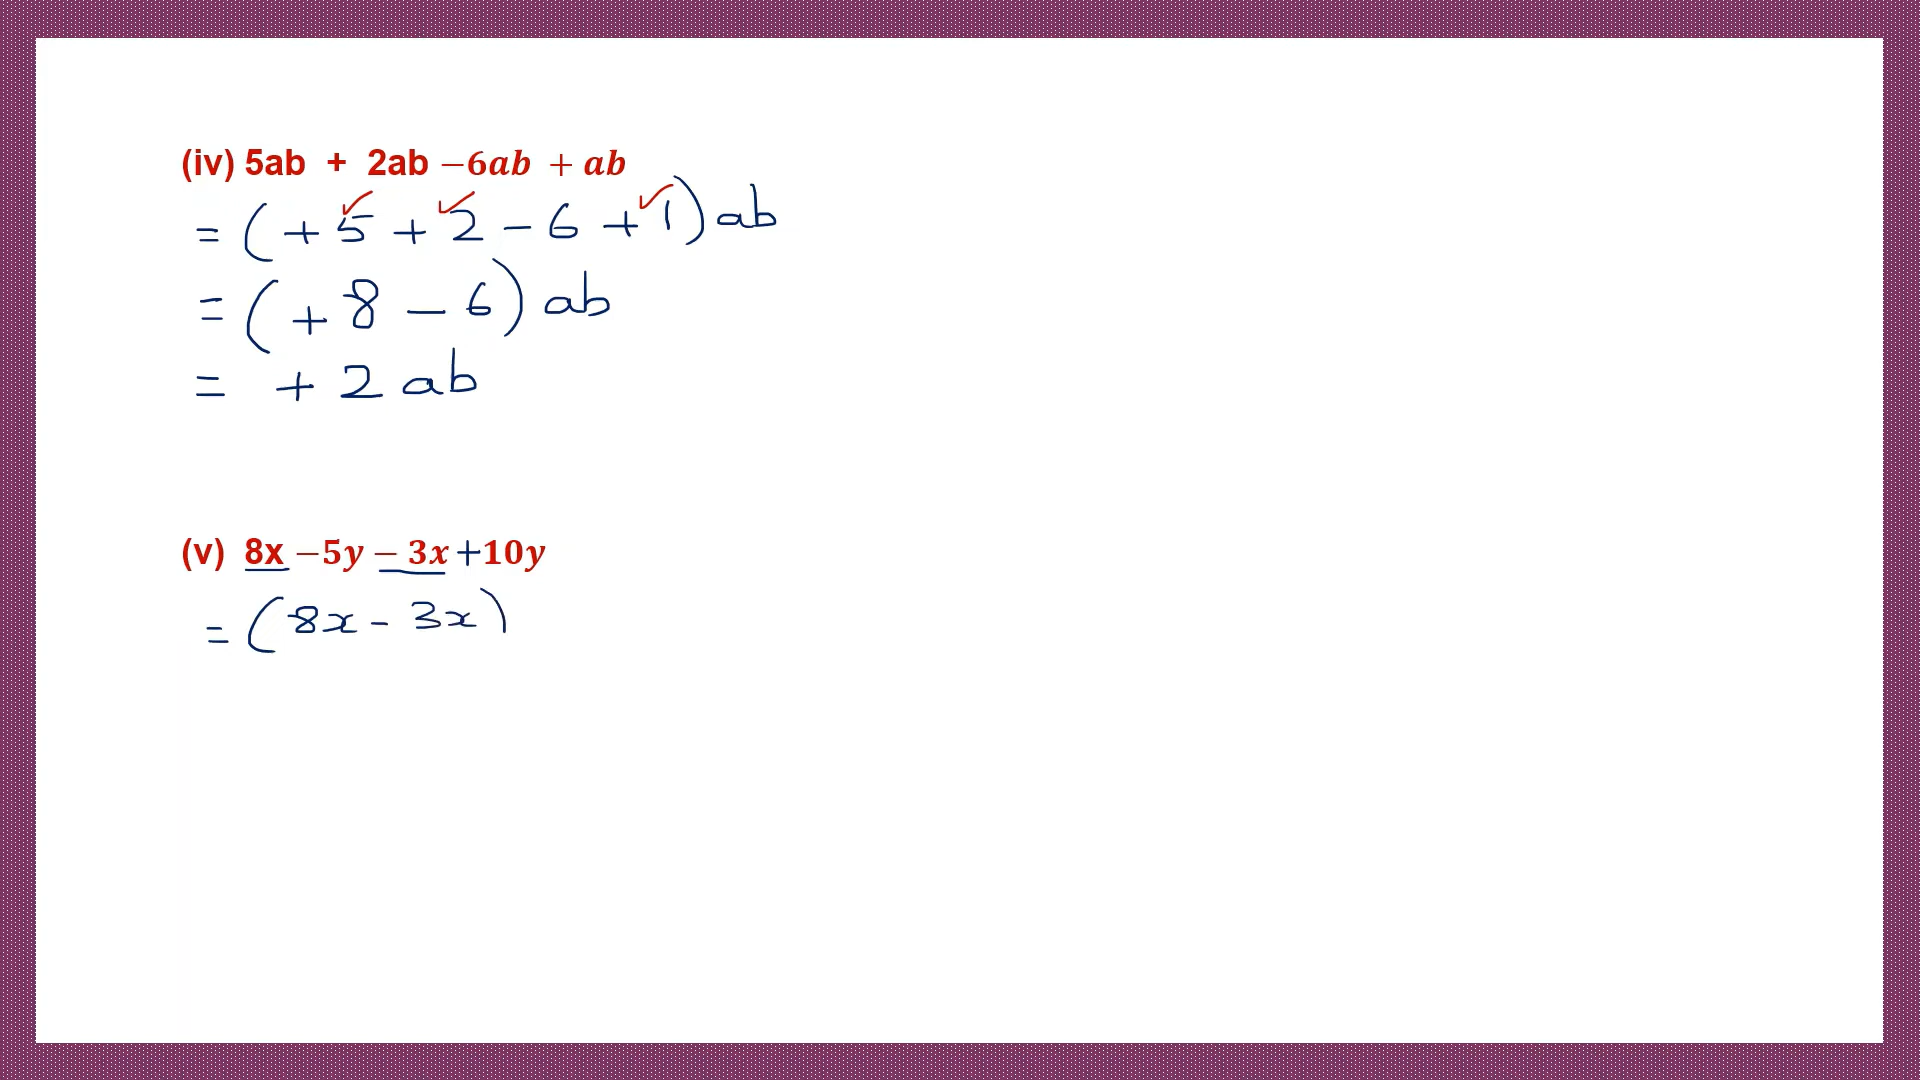 (iv) 5ab + 2ab −6ab + ab
= (+5 + 2 − 6 + 1) ab
= (+8 − 6) ab
= + 2 ab
(v) 8x −5y − 3x +10y
= (8x − 3x)